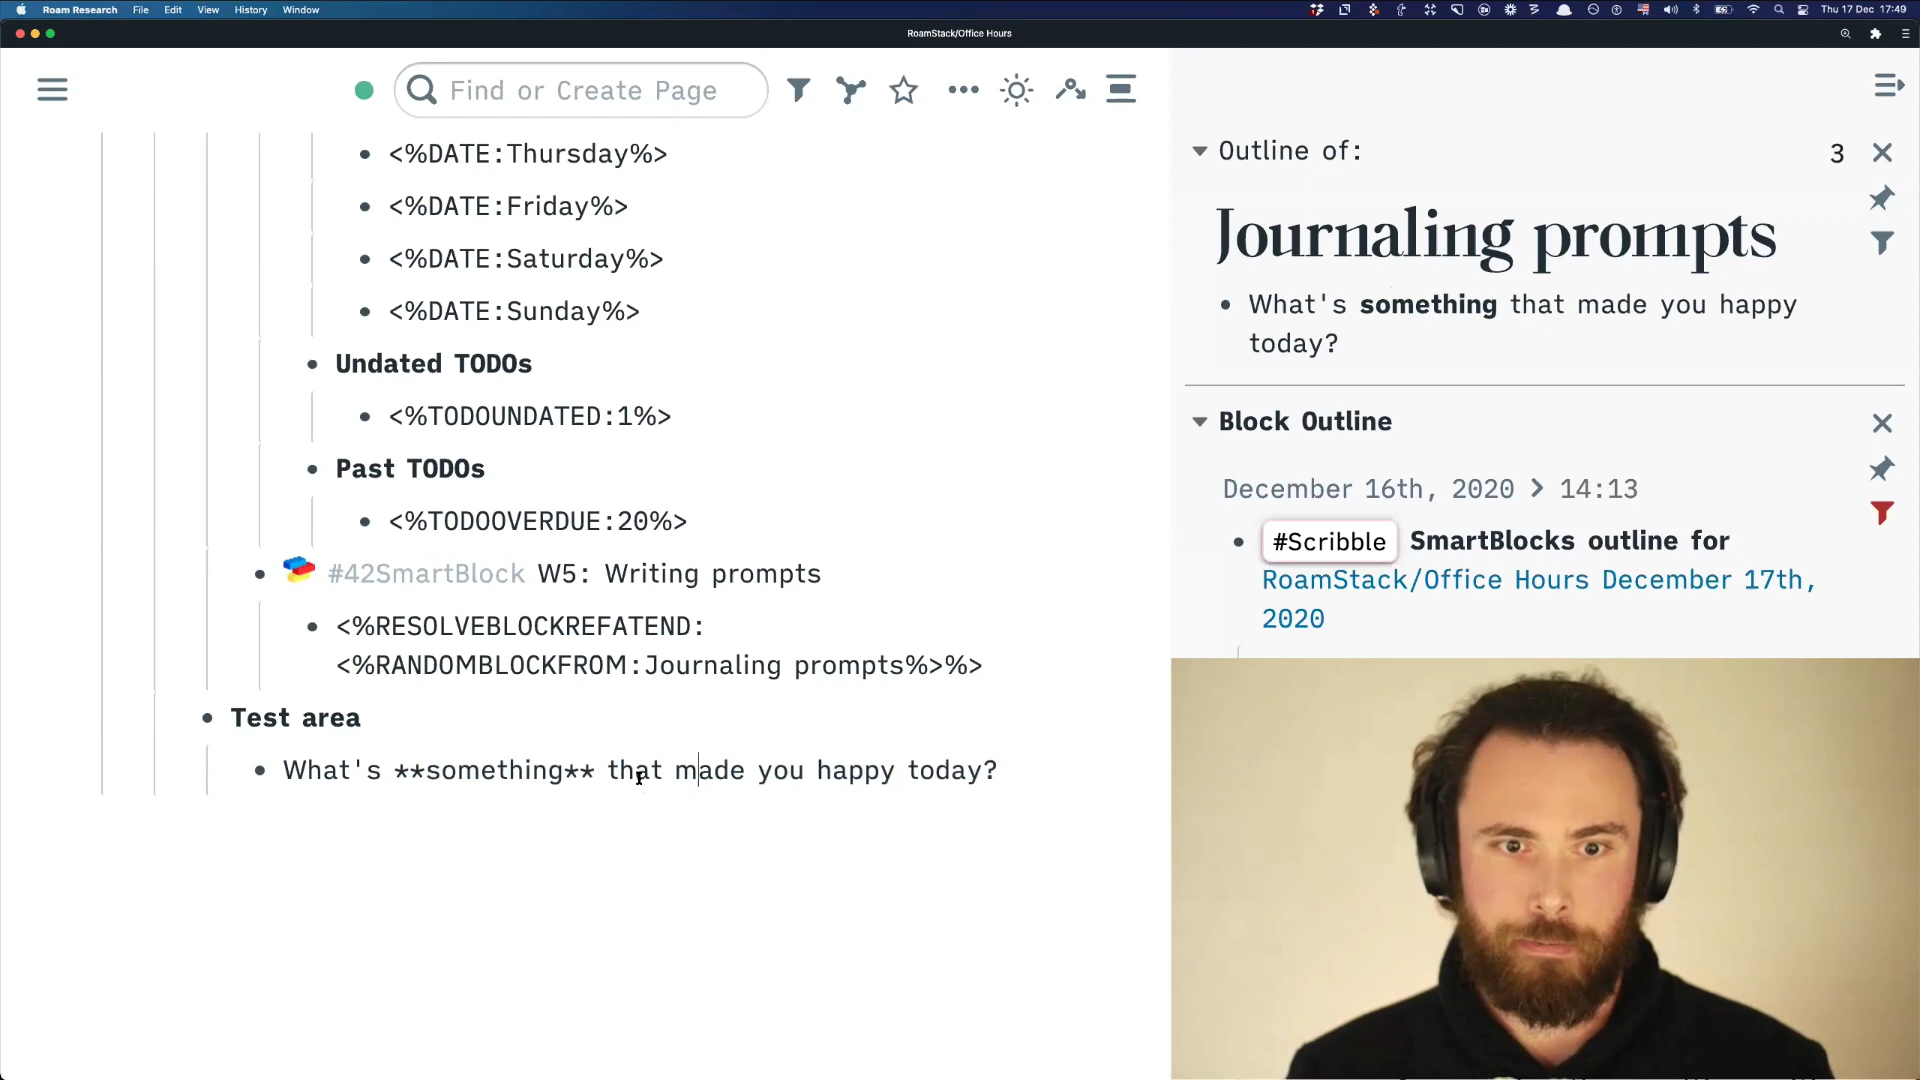 Roam Research File Edit View History Window
Thu 17 Dec 17:49
RoamStack/Office Hours
Find or Create Page
<%DATE:Thursday%>
<%DATE:Friday%>
<%DATE:Saturday%>
<%DATE:Sunday%>
Undated TODOs
<%TODOUNDATED:1%>
Past TODOs
<%TODOOVERDUE:20%>
#42SmartBlock W5: Writing prompts
<%RESOLVEBLOCKREFATEND:
<%RANDOMBLOCKFROM:Journaling prompts%>%>
Test area
What's **something** that made you happy today?
Outline of:
3
Journaling prompts
What's something that made you happy
today?
Block Outline
December 16th, 2020 > 14:13
#Scribble SmartBlocks outline for
RoamStack/Office Hours December 17th,
2020